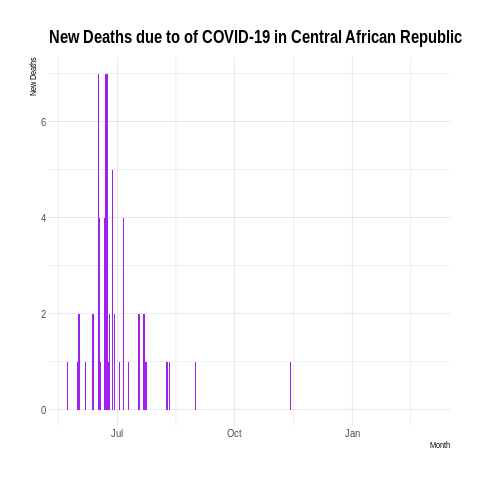 New Deaths due to of COVID-19 in Central African Republic
New Deaths
6
4
2
0
Jul Oct Jan
Month